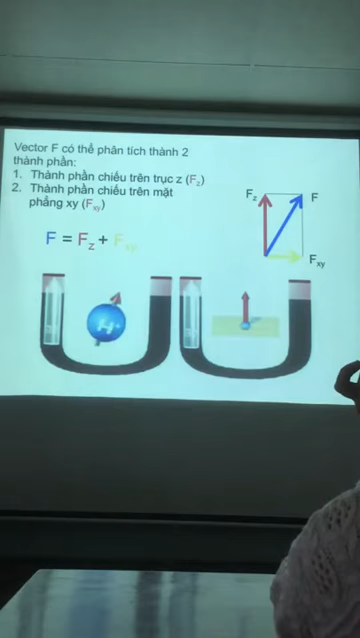 Vector F có thể phân tích thành 2
thành phần:
1. Thành phần chiếu trên trục z (Fz)
2. Thành phần chiếu trên mặt
phẳng xy (Fxy)
Fz
F
Fxy
F = Fz + Fxy
H+